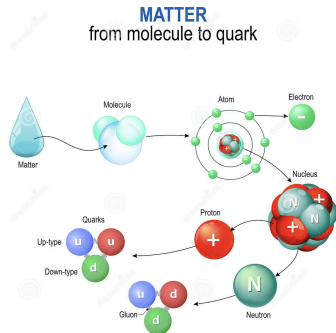 MATTER
from molecule to quark
Matter
Molecule
Atom
Electron
-
Nucleus
N
+
N
+
Proton
+
Quarks
Up-type
u
u
Down-type
d
Neutron
N
u
d
Gluon
d